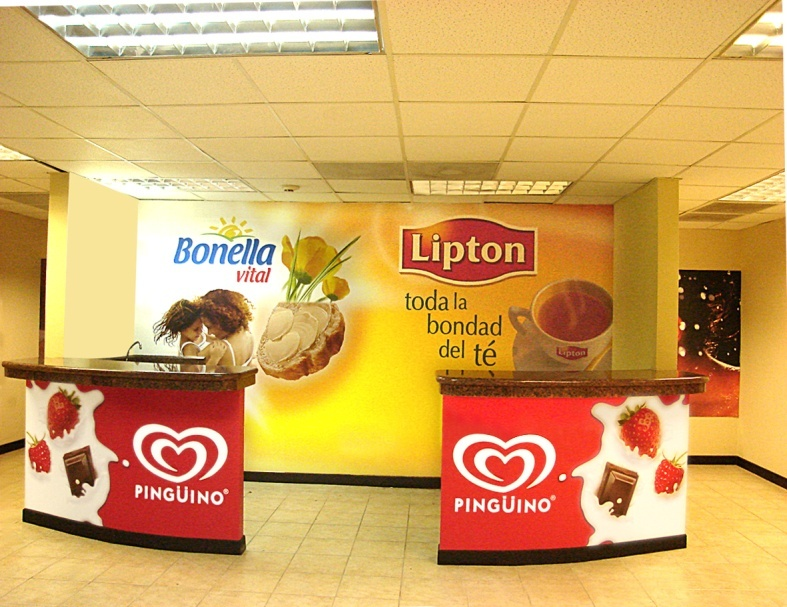 Bonella
vital
Lipton
toda la
bondad
del té
Lipton
PINGÜINO®
PINGÜINO®